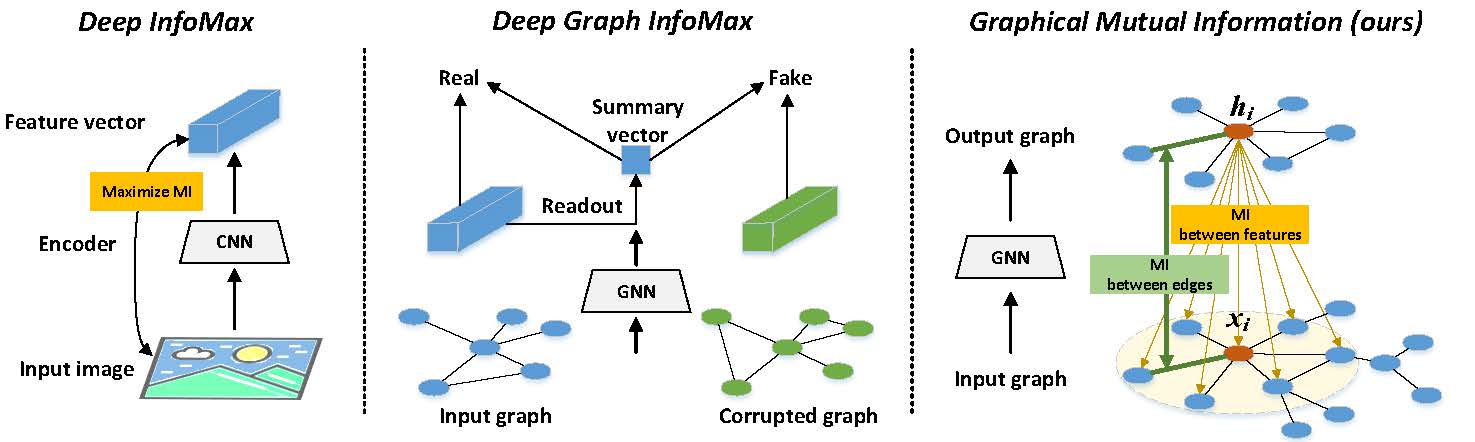 Deep InfoMax
Feature vector
Maximize MI
Encoder
CNN
Input image
Deep Graph InfoMax
Real
Fake
Summary
vector
Readout
GNN
Input graph
Corrupted graph
Graphical Mutual Information (ours)
Output graph
GNN
Input graph
hi
MI
between features
MI
between edges
xi